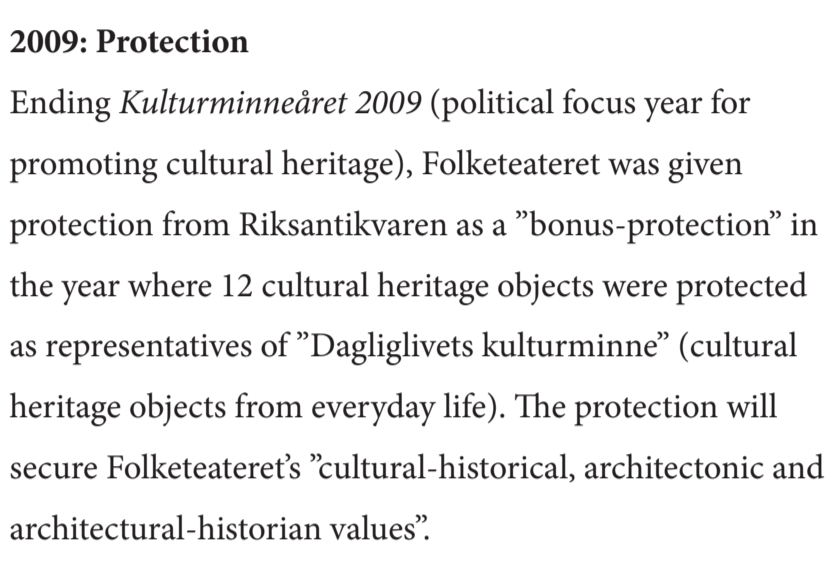 2009: Protection
Ending Kulturminneåret 2009 (political focus year for
promoting cultural heritage), Folketeateret was given
protection from Riksantikvaren as a ”bonus-protection” in
the year where 12 cultural heritage objects were protected
as representatives of ”Dagliglivets kulturminne” (cultural
heritage objects from everyday life). The protection will
secure Folketeateret’s ”cultural-historical, architectonic and
architectural-historian values”.